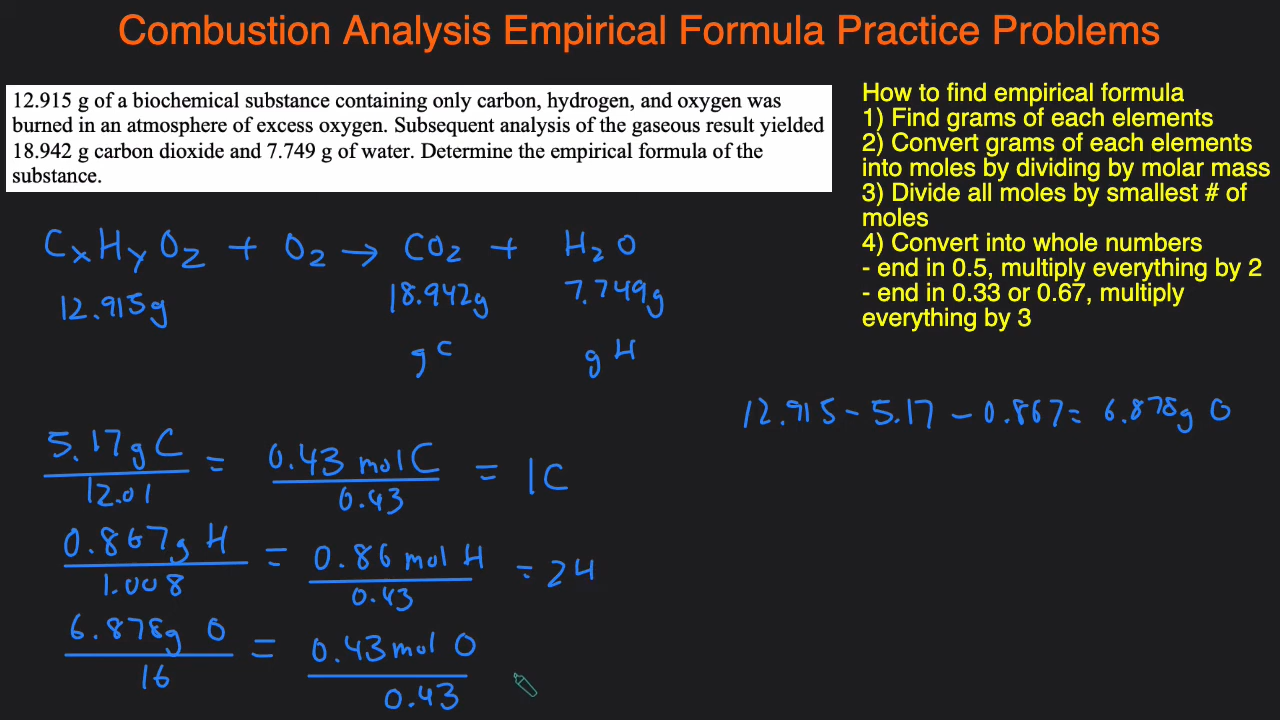 Combustion Analysis Empirical Formula Practice Problems
12.915 g of a biochemical substance containing only carbon, hydrogen, and oxygen was
burned in an atmosphere of excess oxygen. Subsequent analysis of the gaseous result yielded
18.942 g carbon dioxide and 7.749 g of water. Determine the empirical formula of the
substance.
How to find empirical formula
1) Find grams of each elements
2) Convert grams of each elements
into moles by dividing by molar mass
3) Divide all moles by smallest # of
moles
4) Convert into whole numbers
- end in 0.5, multiply everything by 2
- end in 0.33 or 0.67, multiply
everything by 3
CxHyOz + O2 → CO2 + H2O
12.915g 18.942g 7.749g
g C g H
12.915 - 5.17 - 0.867 = 6.878g O
5.17g C = 0.43 mol C = 1C
12.01 0.43
0.867g H = 0.86 mol H = 2H
1.008 0.43
6.878g O = 0.43 mol O
16 0.43